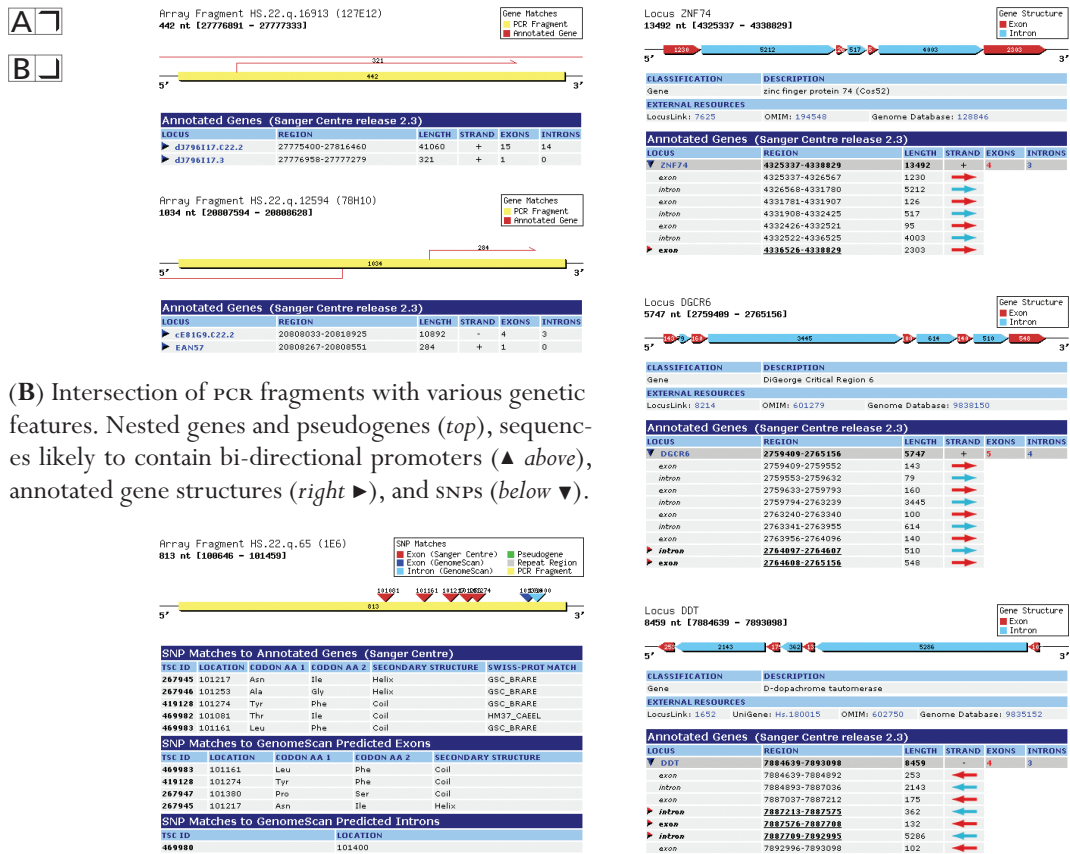 A
B
Array Fragment HS.22.q.16913 (127E12)
442 nt [27776891 - 27777333]
Gene Matches
PCR Fragment
Annotated Gene
321
442
5' 3'
Annotated Genes (Sanger Centre release 2.3)
LOCUS REGION LENGTH STRAND EXONS INTRONS
dJ796I17.C22.2 27775400-27816460 41060 + 15 14
dJ796I17.3 27776958-27777279 321 + 1 0
Array Fragment HS.22.q.12594 (78H10)
1034 nt [20807594 - 20808628]
Gene Matches
PCR Fragment
Annotated Gene
284
1034
5' 3'
Annotated Genes (Sanger Centre release 2.3)
LOCUS REGION LENGTH STRAND EXONS INTRONS
cE81G9.C22.2 20808033-20818925 10892 - 4 3
EAN57 20808267-20808551 284 + 1 0
(B) Intersection of PCR fragments with various genetic
features. Nested genes and pseudogenes (top), sequenc-
es likely to contain bi-directional promoters (▲ above),
annotated gene structures (right ►), and SNPs (below ▼).
Array Fragment HS.22.q.65 (1E6)
813 nt [100646 - 101459]
SNP Matches
Exon (Sanger Centre) Pseudogene
Exon (GenomeScan) Repeat Region
Intron (GenomeScan) PCR Fragment
101081 101161
813
5' 3'
SNP Matches to Annotated Genes (Sanger Centre)
TSC ID LOCATION CODON AA 1 CODON AA 2 SECONDARY STRUCTURE SWISS-PROT MATCH
267945 101217 Asn Ile Helix GSC_BRARE
267946 101253 Ala Gly Helix GSC_BRARE
419128 101274 Tyr Phe Coil GSC_BRARE
469982 101081 Thr Ile Coil HM37_CAEEL
469983 101161 Leu Phe Coil GSC_BRARE
SNP Matches to GenomeScan Predicted Exons
TSC ID LOCATION CODON AA 1 CODON AA 2 SECONDARY STRUCTURE
469983 101161 Leu Phe Coil
419128 101274 Tyr Phe Coil
267947 101380 Pro Ser Coil
267945 101217 Asn Ile Helix
SNP Matches to GenomeScan Predicted Introns
TSC ID LOCATION
469980 101400
Locus ZNF74
13492 nt [4325337 - 4338829]
Gene Structure
Exon
Intron
1230 5212 517 4003 2303
5' 3'
CLASSIFICATION DESCRIPTION
Gene zinc finger protein 74 (Cos52)
EXTERNAL RESOURCES
LocusLink: 7625 OMIM: 194548 Genome Database: 128846
Annotated Genes (Sanger Centre release 2.3)
LOCUS REGION LENGTH STRAND EXONS INTRONS
ZNF74 4325337-4338829 13492 + 4 3
exon 4325337-4326567 1230
intron 4326568-4331780 5212
exon 4331781-4331907 126
intron 4331908-4332425 517
exon 4332426-4332521 95
intron 4332522-4336525 4003
exon 4336526-4338829 2303
Locus DGCR6
5747 nt [2759409 - 2765156]
Gene Structure
Exon
Intron
3445 614 510 548
5' 3'
CLASSIFICATION DESCRIPTION
Gene DiGeorge Critical Region 6
EXTERNAL RESOURCES
LocusLink: 8214 OMIM: 601279 Genome Database: 9838150
Annotated Genes (Sanger Centre release 2.3)
LOCUS REGION LENGTH STRAND EXONS INTRONS
DGCR6 2759409-2765156 5747 + 5 4
exon 2759409-2759552 143
intron 2759553-2759632 79
exon 2759633-2759793 160
intron 2759794-2763239 3445
exon 2763240-2763340 100
intron 2763341-2763955 614
exon 2763956-2764096 140
intron 2764097-2764607 510
exon 2764608-2765156 548
Locus DDT
8459 nt [7884639 - 7893098]
Gene Structure
Exon
Intron
2143 362 5286
5' 3'
CLASSIFICATION DESCRIPTION
Gene D-dopachrome tautomerase
EXTERNAL RESOURCES
LocusLink: 1652 UniGene: Hs.180015 OMIM: 602750 Genome Database: 9835152
Annotated Genes (Sanger Centre release 2.3)
LOCUS REGION LENGTH STRAND EXONS INTRONS
DDT 7884639-7893098 8459 - 4 3
exon 7884639-7884892 253
intron 7884893-7887036 2143
exon 7887037-7887212 175
intron 7887213-7887575 362
exon 7887576-7887708 132
intron 7887709-7892995 5286
exon 7892996-7893098 102